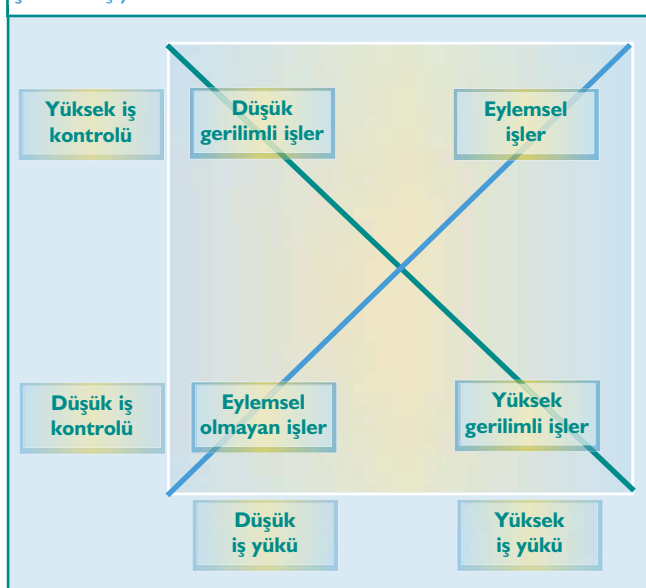 Yüksek iş
kontrolü
Düşük
gerilimli işler
Eylemsel
işler
Düşük iş
kontrolü
Eylemsel
olmayan işler
Yüksek
gerilimli işler
Düşük
iş yükü
Yüksek
iş yükü